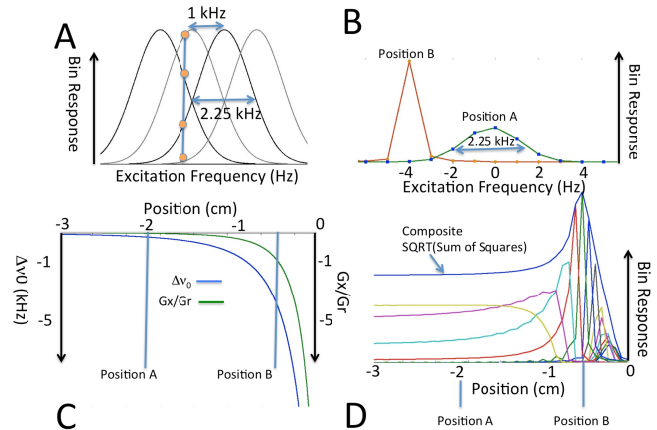 A
1 kHz
Bin Response
2.25 kHz
Excitation Frequency (Hz)
B
Position B
Position A
2.25 kHz
Bin Response
-4 -2 0 2 4
Excitation Frequency (Hz)
Position (cm)
-3 -2 -1 0
Δν0 (kHz)
-1
-5
Δν0
Gx/Gr
-1
-5
Gx/Gr
Position A
Position B
C
Composite
SQRT(Sum of Squares)
Bin Response
-3 -2 -1 0
Position (cm)
Position A
Position B
D